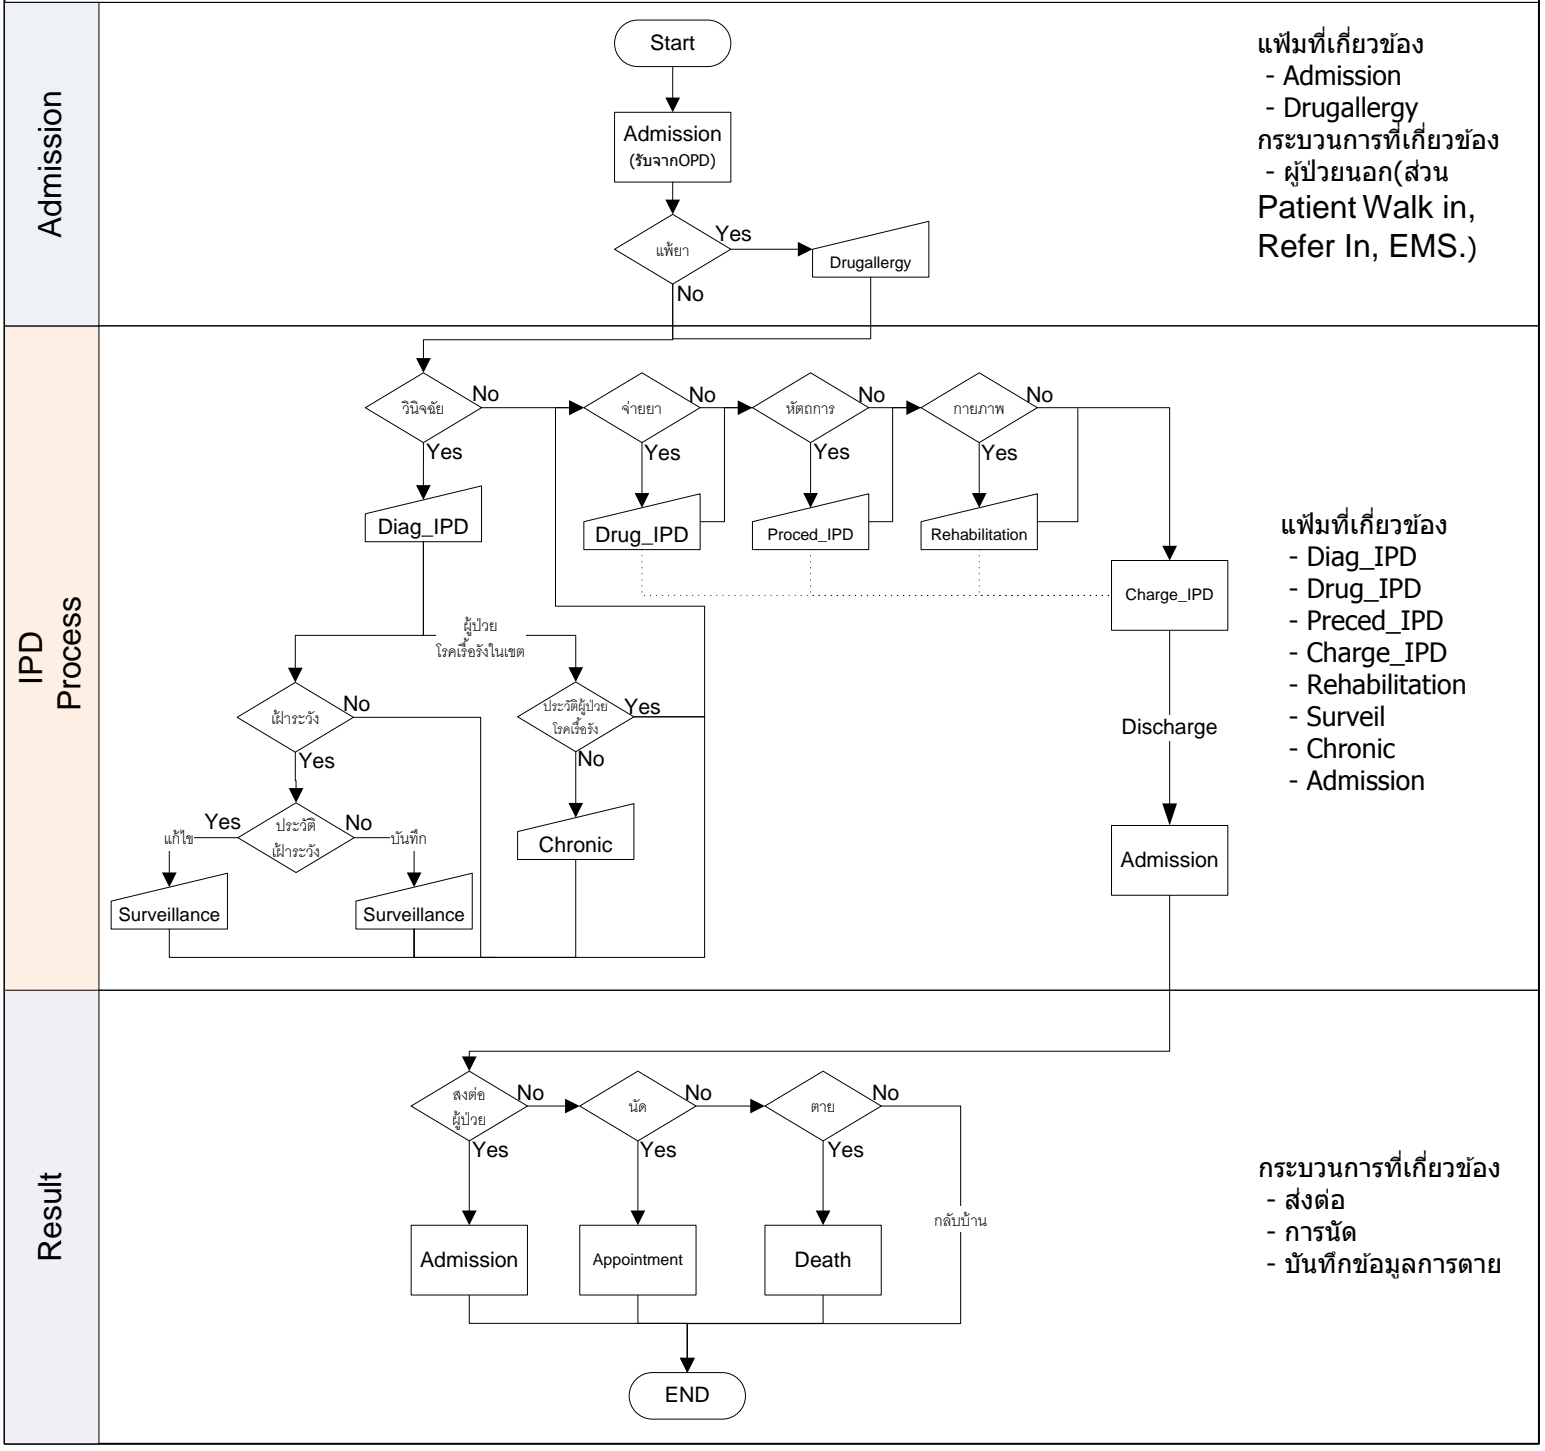 Admission
Start
Admission
(รับจากOPD)
แพ้ยา
Yes
No
Drugallergy
แฟ้มที่เกี่ยวข้อง
- Admission
- Drugallergy
กระบวนการที่เกี่ยวข้อง
- ผู้ป่วยนอก(ส่วน
Patient Walk in,
Refer In, EMS.)
IPD
Process
วินิจฉัย
No
Yes
จ่ายยา
No
Yes
หัตถการ
No
Yes
กายภาพ
No
Yes
Diag_IPD
Drug_IPD
Proced_IPD
Rehabilitation
Charge_IPD
ผู้ป่วย
โรคเรื้อรังในเขต
เฝ้าระวัง
No
Yes
ประวัติผู้ป่วย
โรคเรื้อรัง
Yes
No
Discharge
แก้ไข
Yes
ประวัติ
เฝ้าระวัง
No
บันทึก
Chronic
Admission
Surveillance
Surveillance
แฟ้มที่เกี่ยวข้อง
- Diag_IPD
- Drug_IPD
- Preced_IPD
- Charge_IPD
- Rehabilitation
- Surveil
- Chronic
- Admission
Result
ส่งต่อ
ผู้ป่วย
No
Yes
นัด
No
Yes
ตาย
No
Yes
กลับบ้าน
Admission
Appointment
Death
END
กระบวนการที่เกี่ยวข้อง
- ส่งต่อ
- การนัด
- บันทึกข้อมูลการตาย